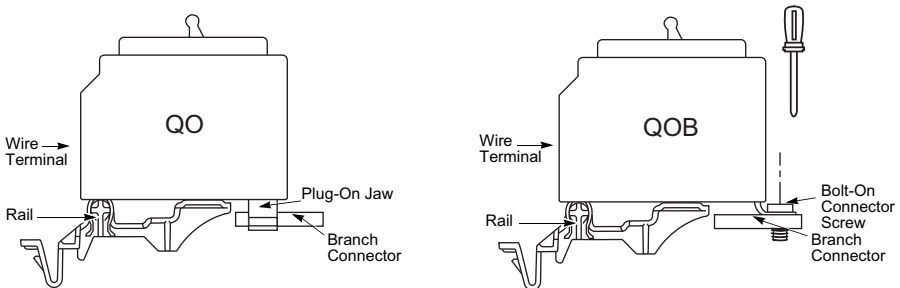 QO
Wire
Terminal
Plug-On Jaw
Rail
Branch
Connector
QOB
Wire
Terminal
Bolt-On
Connector
Screw
Rail
Branch
Connector